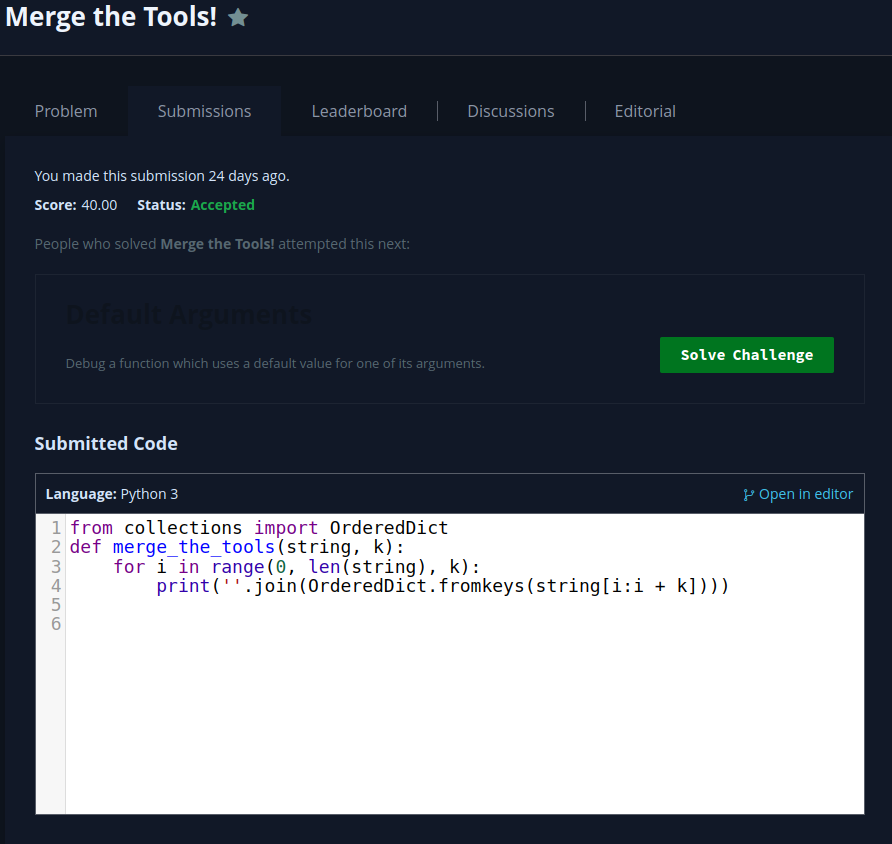 Merge the Tools!
Problem Submissions Leaderboard Discussions Editorial
You made this submission 24 days ago.
Score: 40.00 Status: Accepted
People who solved Merge the Tools! attempted this next:
Default Arguments
Debug a function which uses a default value for one of its arguments.
Solve Challenge
Submitted Code
Language: Python 3 Open in editor
1 from collections import OrderedDict
2 def merge_the_tools(string, k):
3     for i in range(0, len(string), k):
4         print(''.join(OrderedDict.fromkeys(string[i:i + k])))
5
6